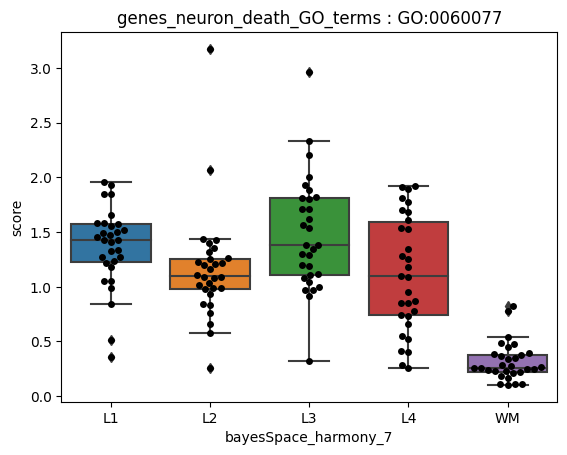 genes_neuron_death_GO_terms : GO:0060077
score
3.0
2.5
2.0
1.5
1.0
0.5
0.0
L1 L2 L3 L4 WM
bayesSpace_harmony_7